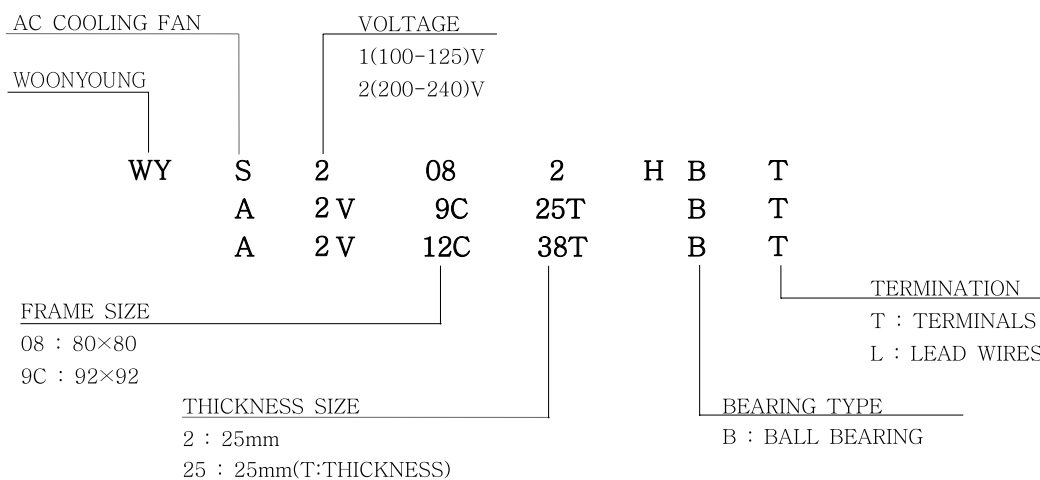 AC COOLING FAN
WOONYOUNG
VOLTAGE
1(100-125)V
2(200-240)V
WY S 2 08 2 H B T
A 2V 9C 25T B T
A 2V 12C 38T B T
FRAME SIZE
08 : 80×80
9C : 92×92
THICKNESS SIZE
2 : 25mm
25 : 25mm(T:THICKNESS)
TERMINATION
T : TERMINALS
L : LEAD WIRES
BEARING TYPE
B : BALL BEARING